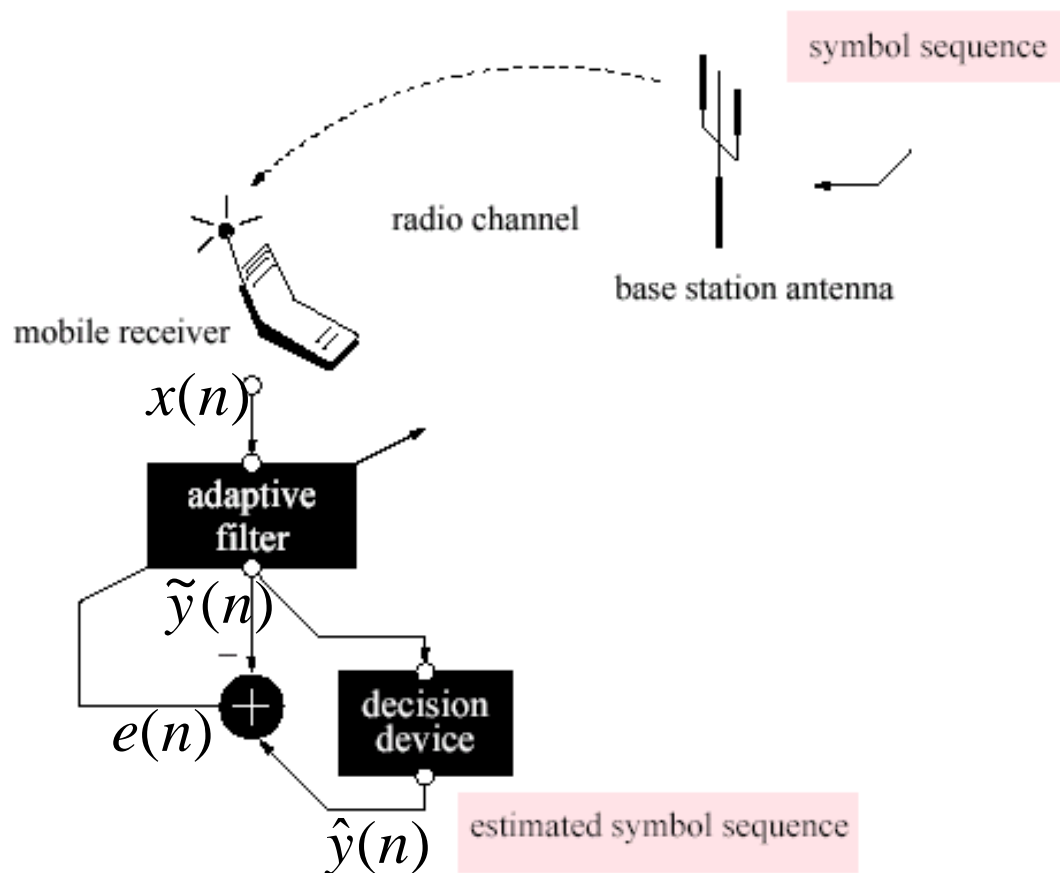 symbol sequence
radio channel
base station antenna
mobile receiver
x(n)
adaptive
filter
ỹ(n)
−
+
e(n)
decision
device
ŷ(n)
estimated symbol sequence